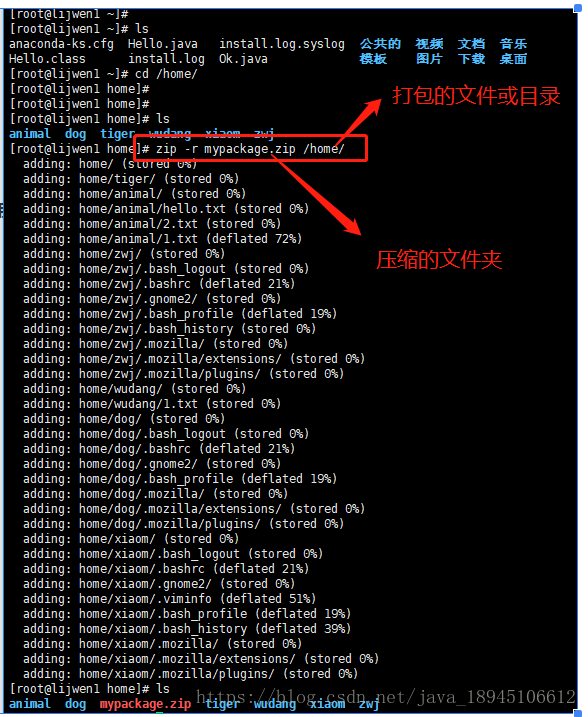 [root@lijwen1 ~]#
[root@lijwen1 ~]# ls
anaconda-ks.cfg Hello.java install.log.syslog 公共的 视频 文档 音乐
Hello.class install.log Ok.java 模板 图片 下载 桌面
[root@lijwen1 ~]# cd /home/
[root@lijwen1 home]#
[root@lijwen1 home]#
[root@lijwen1 home]# ls
打包的文件或目录
animal dog tiger wudang xiaom zwj
[root@lijwen1 home]# zip -r mypackage.zip /home/
adding: home/ (stored 0%)
adding: home/tiger/ (stored 0%)
adding: home/animal/ (stored 0%)
adding: home/animal/hello.txt (stored 0%)
adding: home/animal/2.txt (stored 0%)
adding: home/animal/1.txt (deflated 72%)
adding: home/zwj/ (stored 0%)
压缩的文件夹
adding: home/zwj/.bash_logout (stored 0%)
adding: home/zwj/.bashrc (deflated 21%)
adding: home/zwj/.gnome2/ (stored 0%)
adding: home/zwj/.bash_profile (deflated 19%)
adding: home/zwj/.bash_history (stored 0%)
adding: home/zwj/.mozilla/ (stored 0%)
adding: home/zwj/.mozilla/extensions/ (stored 0%)
adding: home/zwj/.mozilla/plugins/ (stored 0%)
adding: home/wudang/ (stored 0%)
adding: home/wudang/1.txt (stored 0%)
adding: home/dog/ (stored 0%)
adding: home/dog/.bash_logout (stored 0%)
adding: home/dog/.bashrc (deflated 21%)
adding: home/dog/.gnome2/ (stored 0%)
adding: home/dog/.bash_profile (deflated 19%)
adding: home/dog/.mozilla/ (stored 0%)
adding: home/dog/.mozilla/extensions/ (stored 0%)
adding: home/dog/.mozilla/plugins/ (stored 0%)
adding: home/xiaom/ (stored 0%)
adding: home/xiaom/.bash_logout (stored 0%)
adding: home/xiaom/.bashrc (deflated 21%)
adding: home/xiaom/.gnome2/ (stored 0%)
adding: home/xiaom/.viminfo (deflated 51%)
adding: home/xiaom/.bash_profile (deflated 19%)
adding: home/xiaom/.bash_history (deflated 39%)
adding: home/xiaom/.mozilla/ (stored 0%)
adding: home/xiaom/.mozilla/extensions/ (stored 0%)
adding: home/xiaom/.mozilla/plugins/ (stored 0%)
[root@lijwen1 home]# ls
https://blog.csdn.net/java_18945106612
animal dog mypackage.zip tiger wudang xiaom zwj